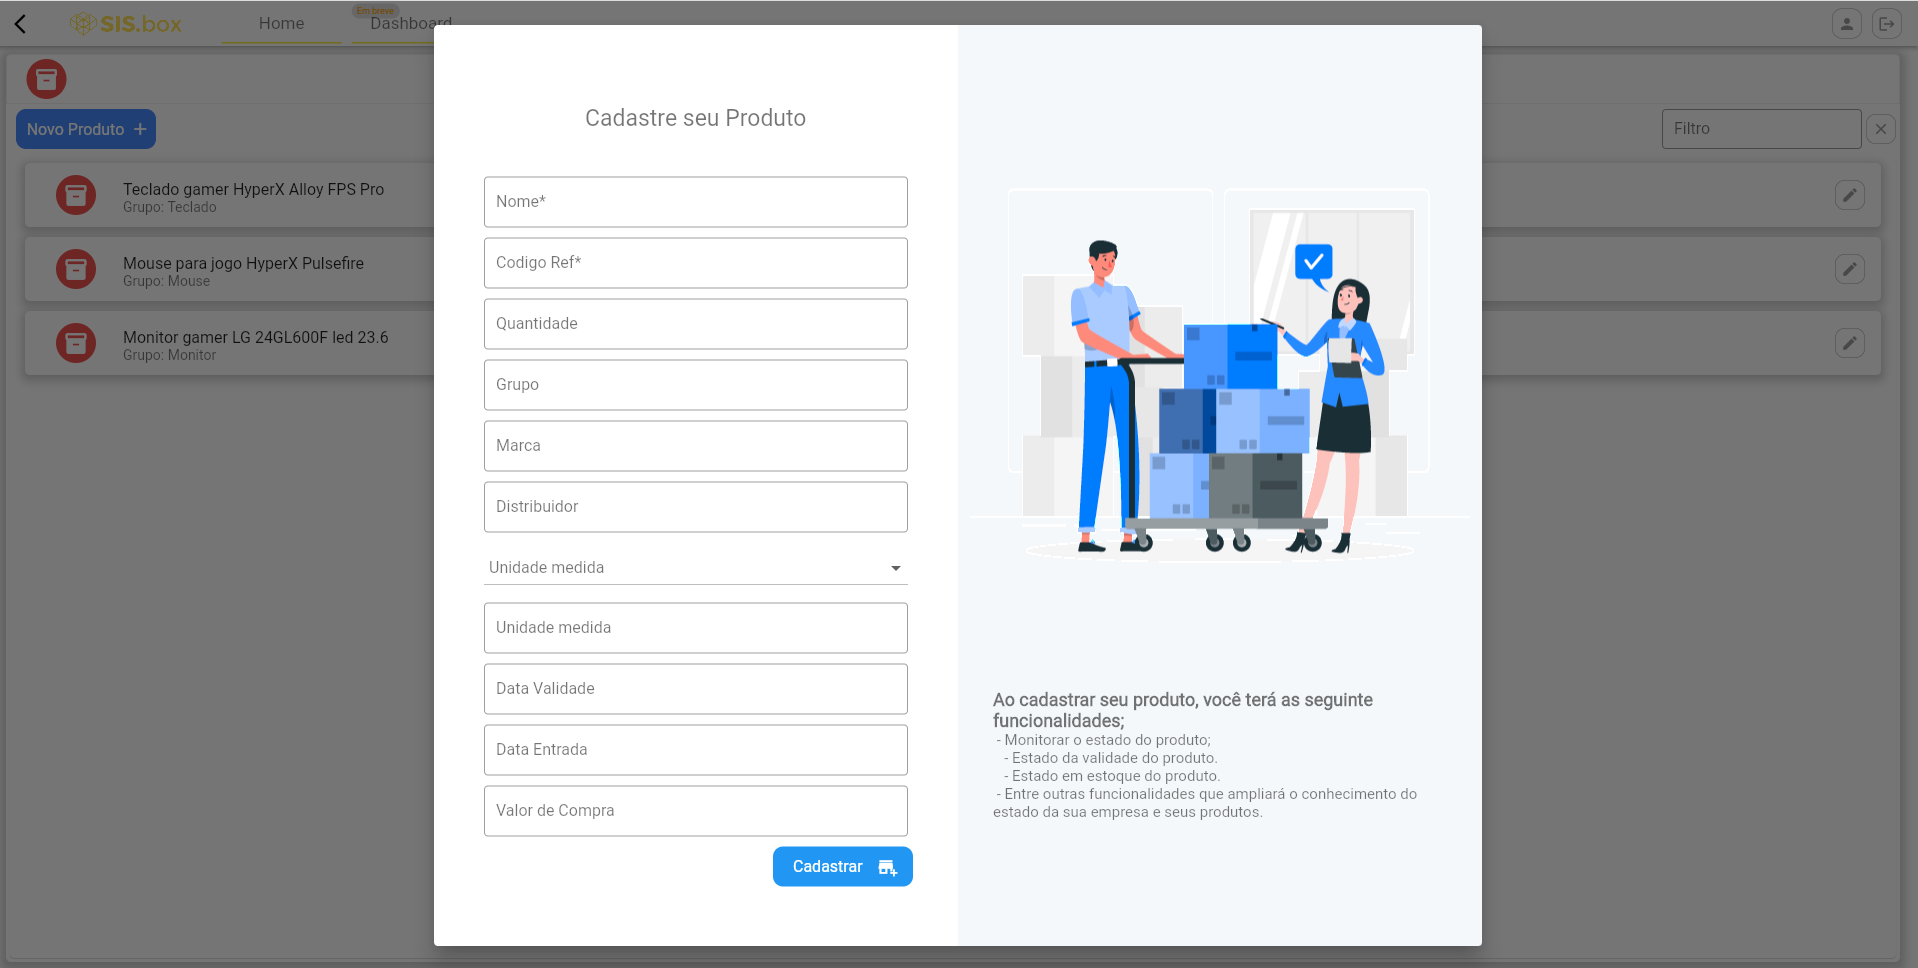 SIS.box
Home
Em breve
Dashboard
Novo Produto
Filtro
Teclado gamer HyperX Alloy FPS Pro
Grupo: Teclado
Mouse para jogo HyperX Pulsefire
Grupo: Mouse
Monitor gamer LG 24GL600F led 23.6
Grupo: Monitor
Cadastre seu Produto
Nome*
Codigo Ref*
Quantidade
Grupo
Marca
Distribuidor
Unidade medida
Unidade medida
Data Validade
Data Entrada
Valor de Compra
Cadastrar
Ao cadastrar seu produto, você terá as seguinte
funcionalidades;
- Monitorar o estado do produto;
- Estado da validade do produto.
- Estado em estoque do produto.
- Entre outras funcionalidades que ampliará o conhecimento do
estado da sua empresa e seus produtos.